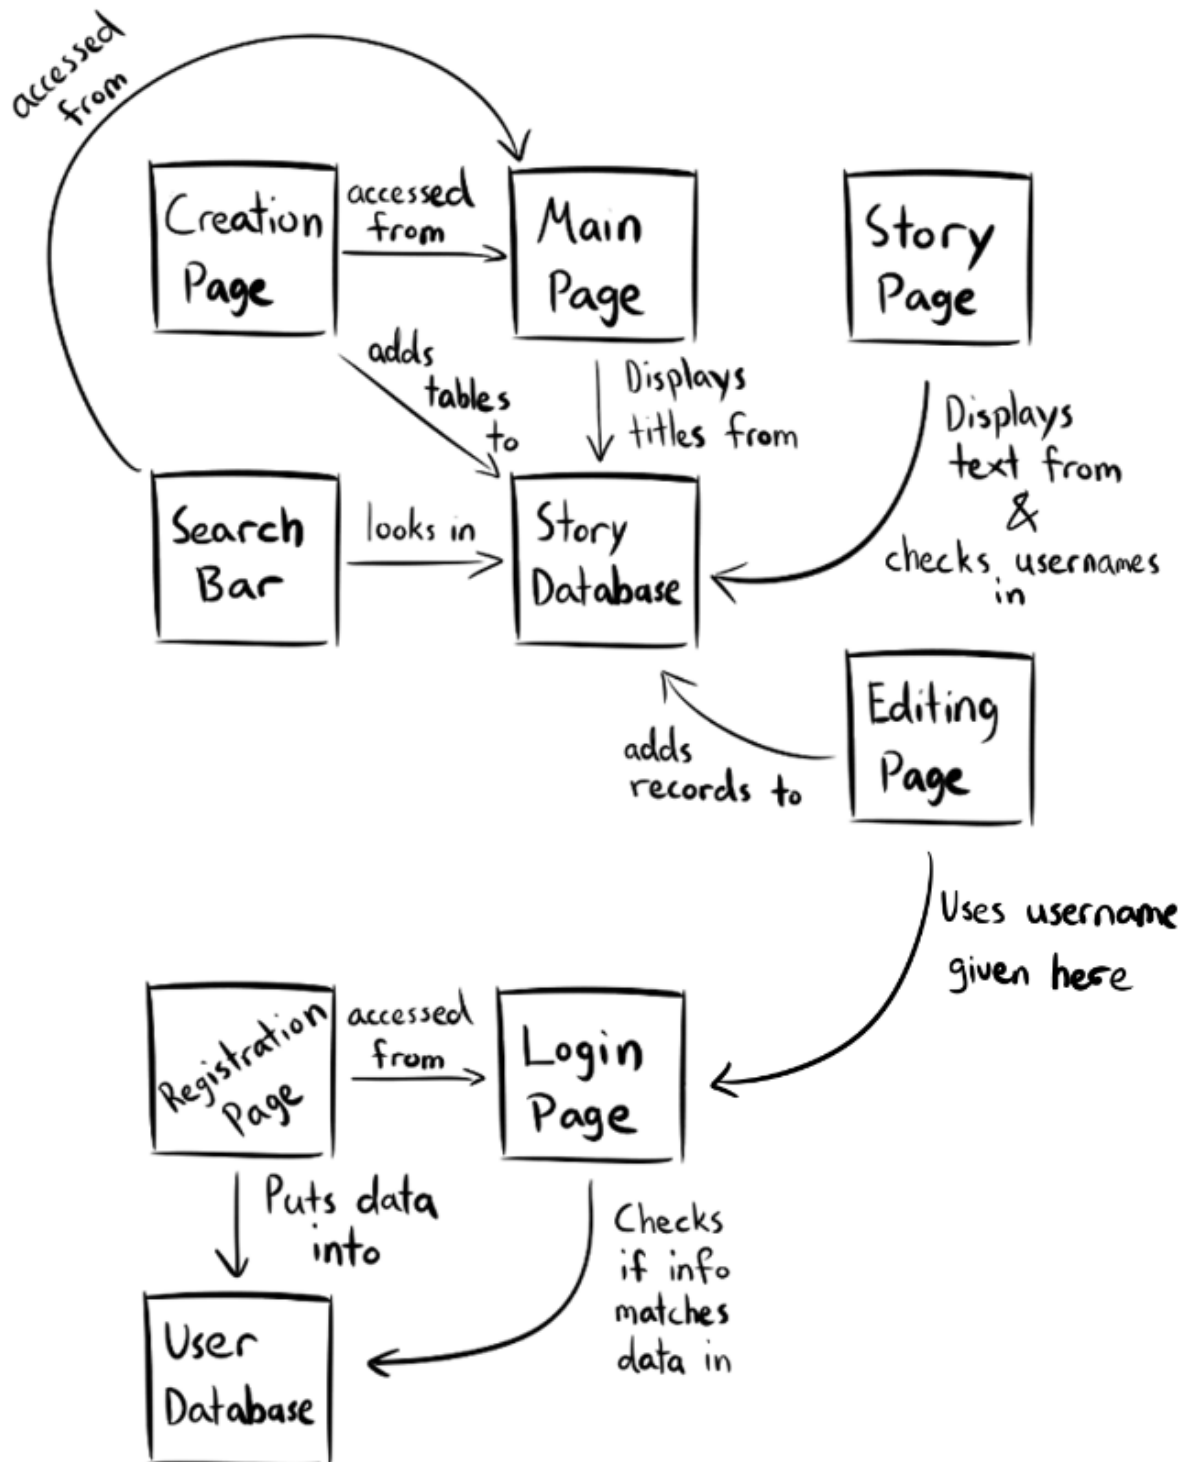 accessed
from
Creation
Page
accessed
from
Main
Page
Story
Page
adds
tables
to
Displays
titles from
Displays
text from
&
checks usernames
in
Search
Bar
looks in
Story
Database
Editing
Page
adds
records to
Uses username
given here
Registration
Page
accessed
from
Login
Page
Puts data
into
Checks
if info
matches
data in
User
Database